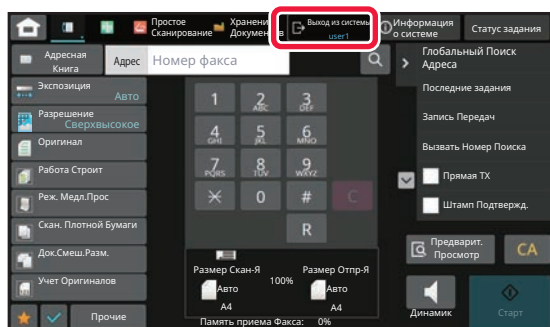 Простое
Сканирование
Хранени
Документов
Выход из системы
user1
Информация
о системе
Статус задания
Адресная
Книга
Адрес
Номер факса
Глобальный Поиск
Адреса
Экспозиция
Авто
Разрешение
Сверхвысокое
Оригинал
Работа Строит
Реж. Медл.Прос
Скан. Плотной Бумаги
Док.Смеш.Разм.
Учет Оригиналов
Прочие
1
2
ABC
3
DEF
4
GHI
5
JKL
6
MNO
7
PQRS
8
TUV
9
WXYZ
0
#
C
R
Последние задания
Запись Передач
Вызвать Номер Поиска
Прямая TX
Штамп Подтвержд.
Размер Скан-Я
Авто
A4
100%
Размер Отпр-Я
Авто
A4
Память приема Факса: 0%
Предварит.
Просмотр
CA
Динамик
Старт